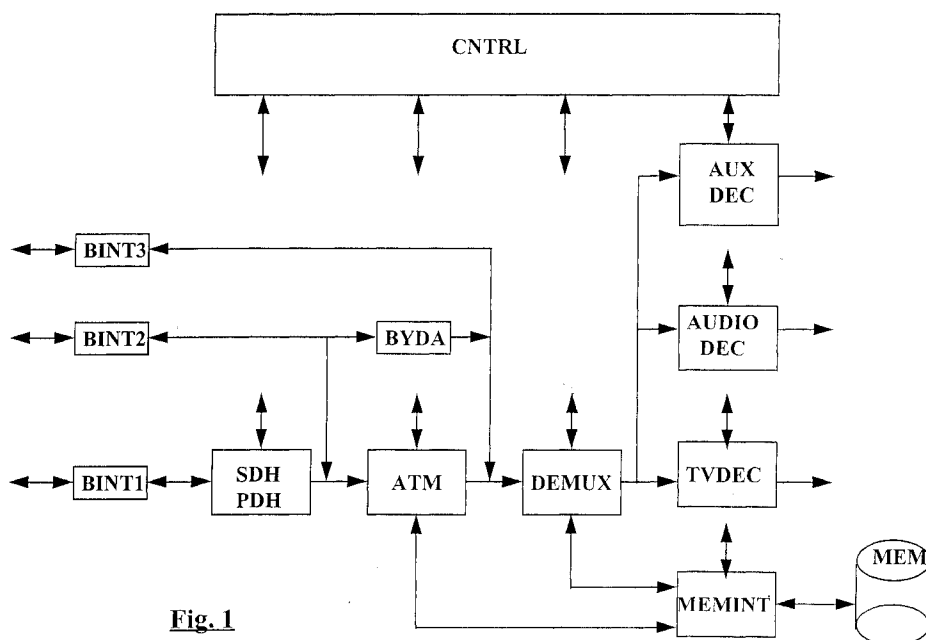 CNTRL
AUX
DEC
BINT3
BINT2
BYDA
AUDIO
DEC
BINT1
SDH
PDH
ATM
DEMUX
TVDEC
MEM
MEMINT
Fig. 1